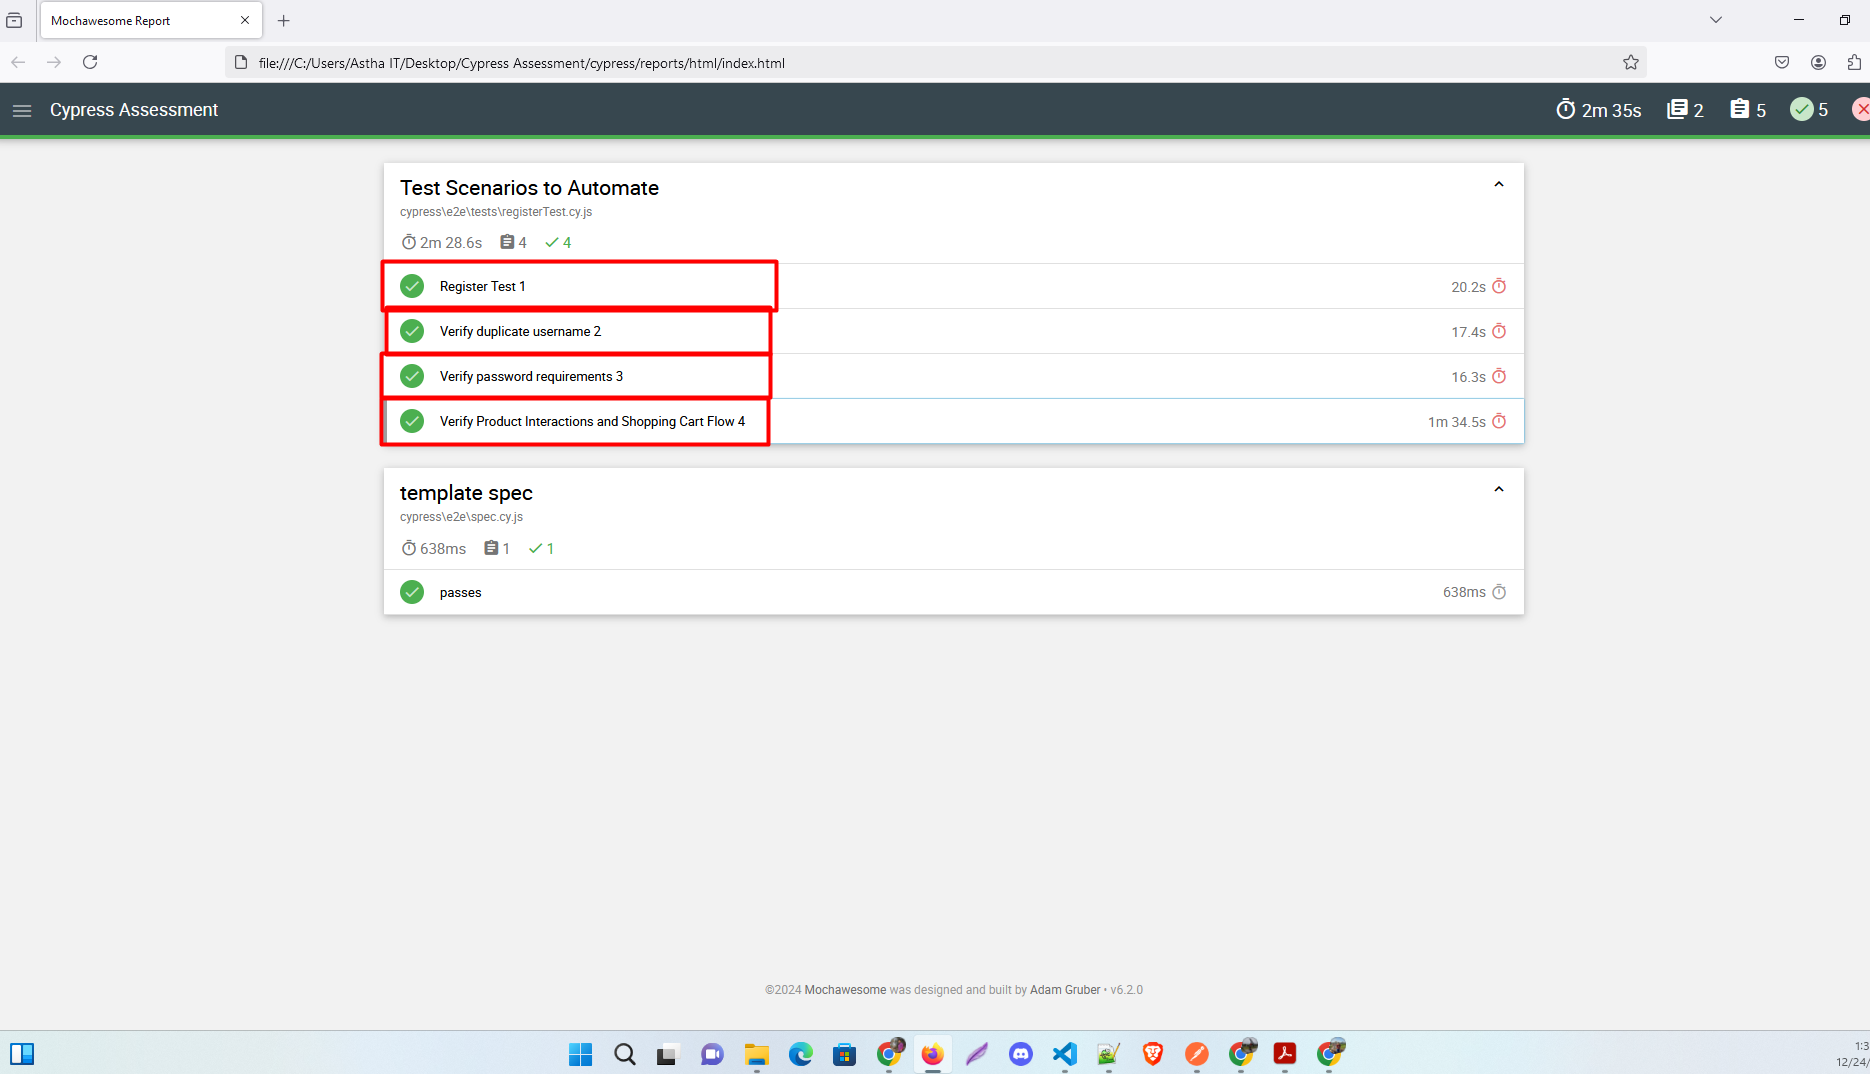 Mochawesome Report
file:///C:/Users/Astha IT/Desktop/Cypress Assessment/cypress/reports/html/index.html
Cypress Assessment
2m 35s 2 5 5
Test Scenarios to Automate
cypress\e2e\tests\registerTest.cy.js
2m 28.6s 4 4
Register Test 1 20.2s
Verify duplicate username 2 17.4s
Verify password requirements 3 16.3s
Verify Product Interactions and Shopping Cart Flow 4 1m 34.5s
template spec
cypress\e2e\spec.cy.js
638ms 1 1
passes 638ms
©2024 Mochawesome was designed and built by Adam Gruber • v6.2.0
1:3
12/24/